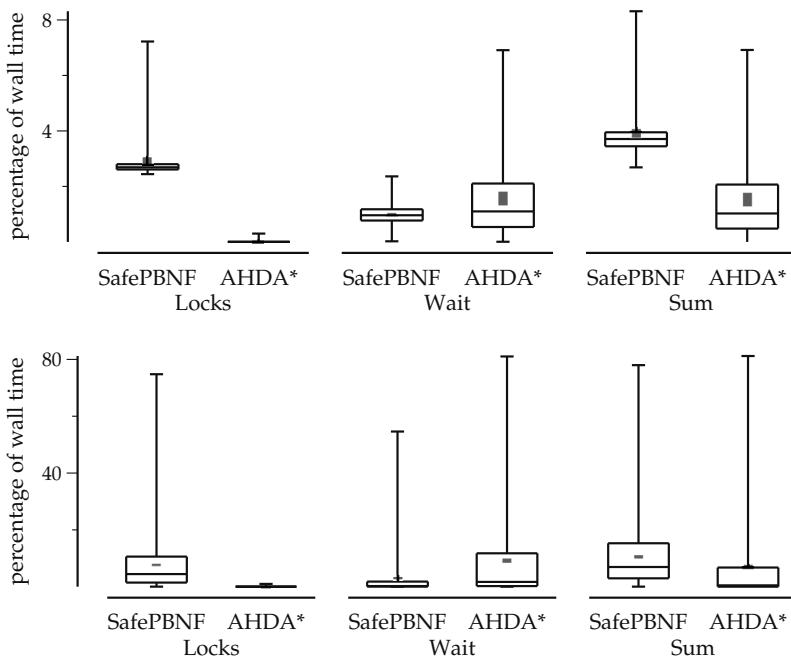 percentage of wall time
8
4
SafePBNF AHDA* SafePBNF AHDA* SafePBNF AHDA*
Locks Wait Sum
percentage of wall time
80
40
SafePBNF AHDA* SafePBNF AHDA* SafePBNF AHDA*
Locks Wait Sum